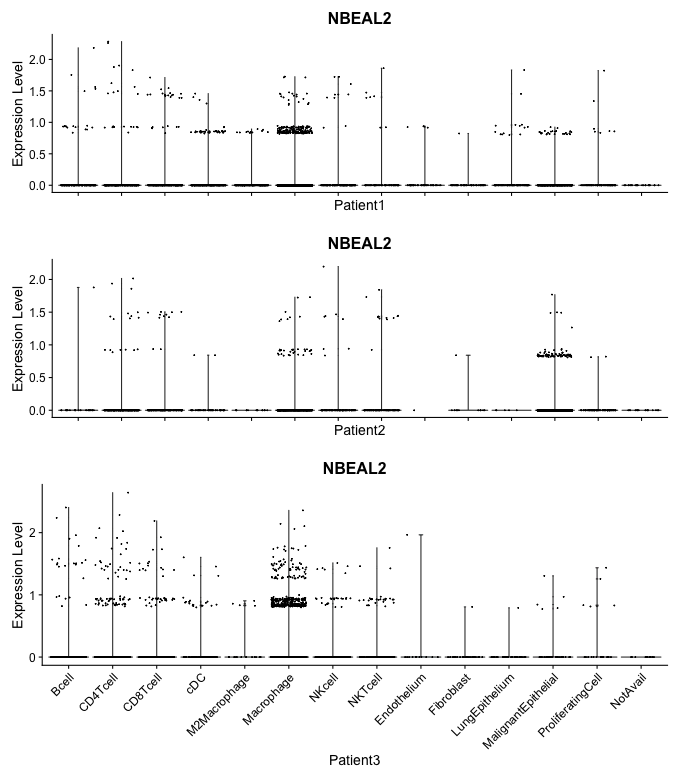 NBEAL2
Expression Level
2.0
1.5
1.0
0.5
0.0
Patient1
NBEAL2
Expression Level
2.0
1.5
1.0
0.5
0.0
Patient2
NBEAL2
Expression Level
2
1
0
Bcell
CD4Tcell
CD8Tcell
cDC
M2Macrophage
Macrophage
NKcell
NKTcell
Endothelium
Fibroblast
LungEpithelium
MalignantEpithelial
ProliferatingCell
NotAvail
Patient3